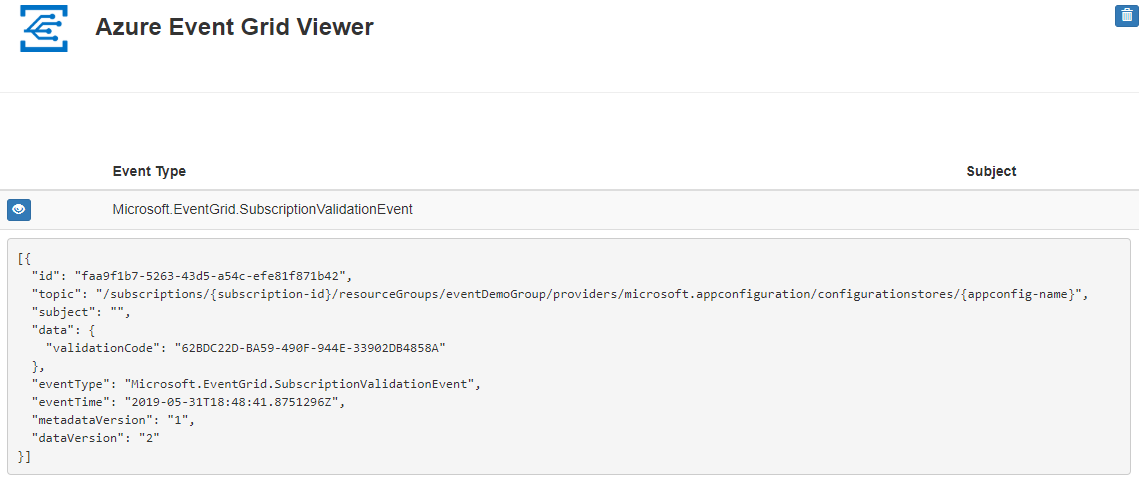 Azure Event Grid Viewer
Event Type Subject
Microsoft.EventGrid.SubscriptionValidationEvent
[{
  "id": "faa9f1b7-5263-43d5-a54c-efe81f871b42",
  "topic": "/subscriptions/{subscription-id}/resourceGroups/eventDemoGroup/providers/microsoft.appconfiguration/configurationstores/{appconfig-name}",
  "subject": "",
  "data": {
    "validationCode": "62BDC22D-BA59-490F-944E-33902DB4858A"
  },
  "eventType": "Microsoft.EventGrid.SubscriptionValidationEvent",
  "eventTime": "2019-05-31T18:48:41.8751296Z",
  "metadataVersion": "1",
  "dataVersion": "2"
}]